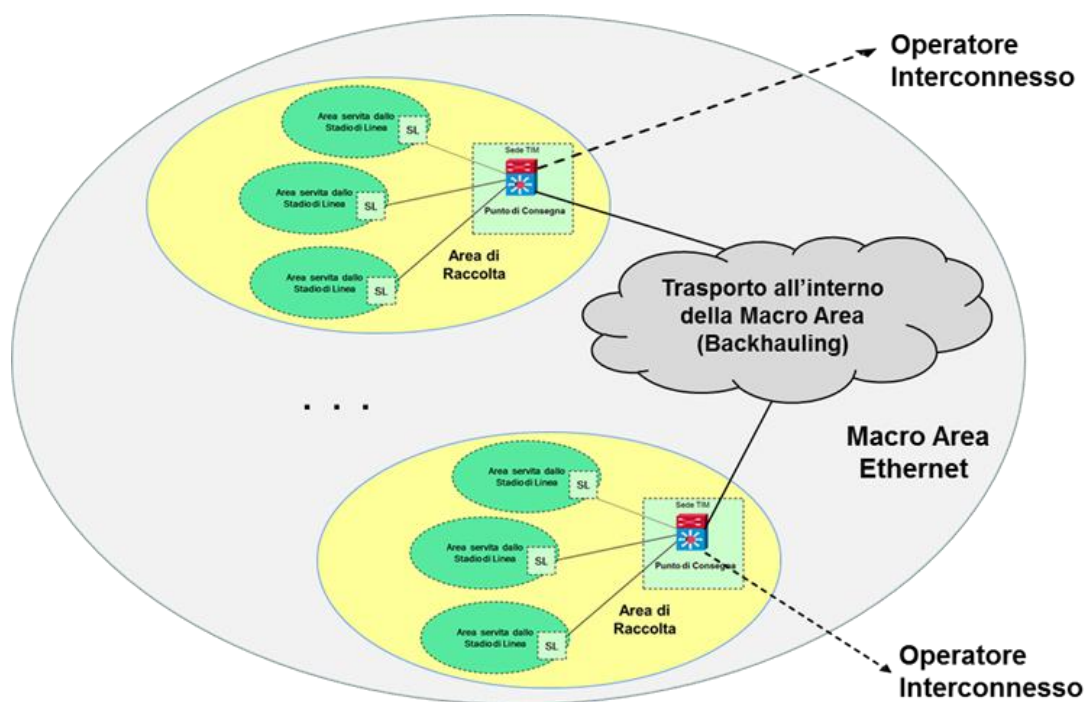 Operatore
Interconnesso
Area servita dallo
Stadio di Linea
SL
Area servita dallo
Stadio di Linea
SL
Area servita dallo
Stadio di Linea
SL
Sede TIM
Punto di Consegna
Area di
Raccolta
Trasporto all'interno
della Macro Area
(Backhauling)
. . .
Macro Area
Ethernet
Area servita dallo
Stadio di Linea
SL
Area servita dallo
Stadio di Linea
SL
Area servita dallo
Stadio di Linea
SL
Sede TIM
Punto di Consegna
Area di
Raccolta
Operatore
Interconnesso